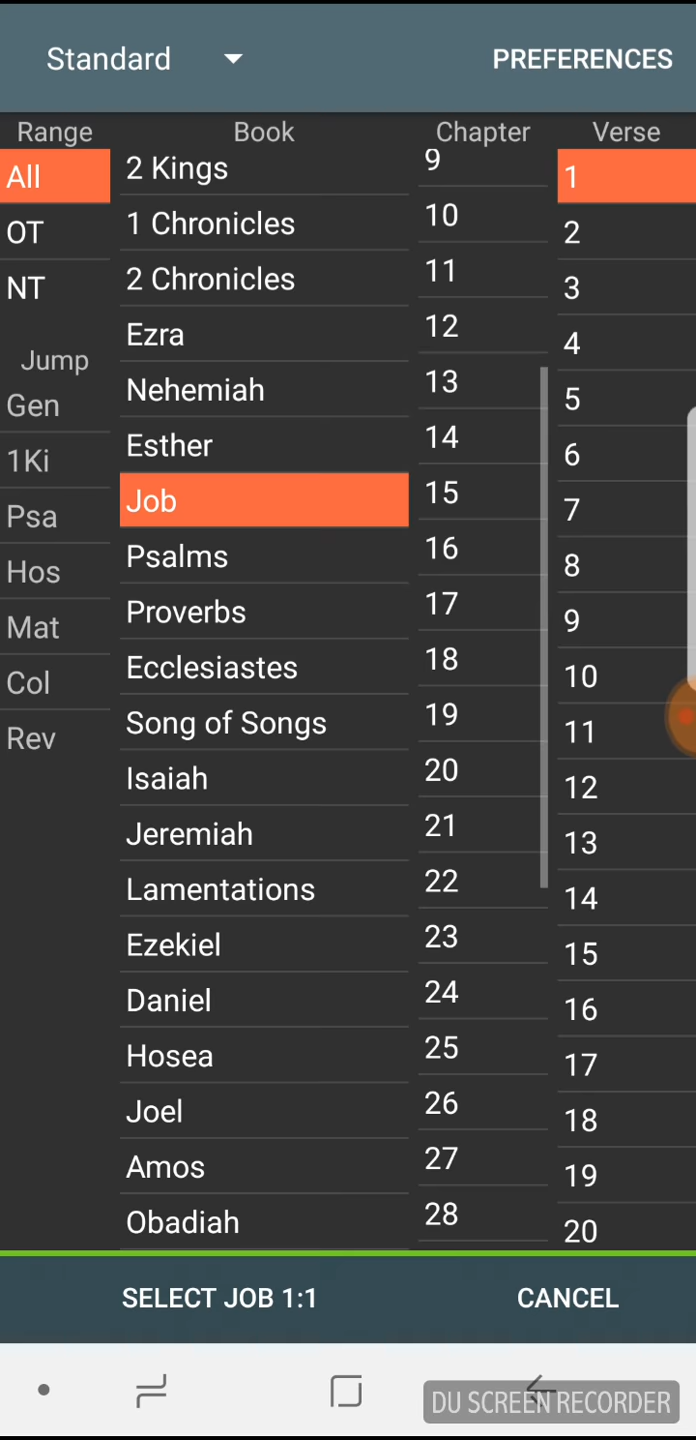 Standard
PREFERENCES
Range
Book
Chapter
Verse
All
OT
NT
Jump
Gen
1Ki
Psa
Hos
Mat
Col
Rev
2 Kings
1 Chronicles
2 Chronicles
Ezra
Nehemiah
Esther
Job
Psalms
Proverbs
Ecclesiastes
Song of Songs
Isaiah
Jeremiah
Lamentations
Ezekiel
Daniel
Hosea
Joel
Amos
Obadiah
9
10
11
12
13
14
15
16
17
18
19
20
21
22
23
24
25
26
27
28
1
2
3
4
5
6
7
8
9
10
11
12
13
14
15
16
17
18
19
20
SELECT JOB 1:1
CANCEL
DU SCREEN RECORDER